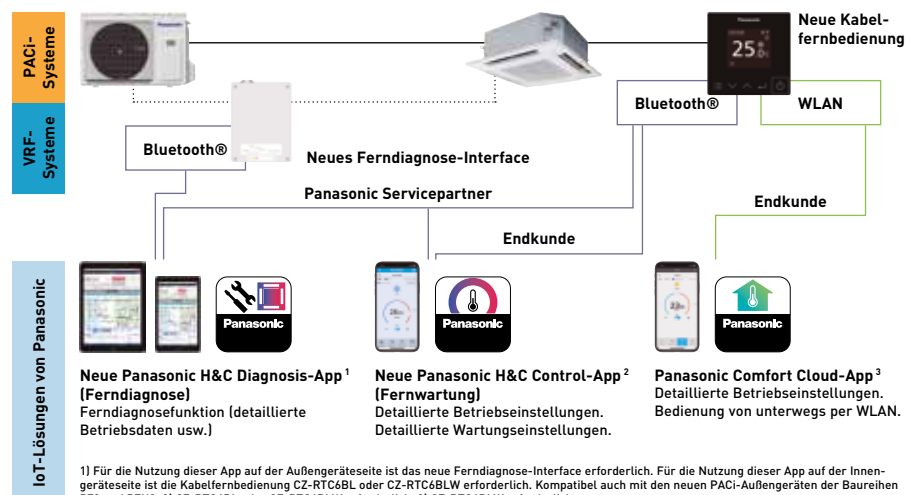 PACi-
Systeme
VRF-
Systeme
IoT-Lösungen von Panasonic
Panasonic
Panasonic
25
Neue Kabel-
fernbedienung
Bluetooth®
WLAN
Bluetooth®
Neues Ferndiagnose-Interface
Panasonic Servicepartner
Endkunde
Endkunde
Panasonic
Panasonic
Panasonic
Neue Panasonic H&C Diagnosis-App 1
(Ferndiagnose)
Ferndiagnosefunktion (detaillierte
Betriebsdaten usw.)
Neue Panasonic H&C Control-App 2
(Fernwartung)
Detaillierte Betriebseinstellungen.
Detaillierte Wartungseinstellungen.
Panasonic Comfort Cloud-App 3
Detaillierte Betriebseinstellungen.
Bedienung von unterwegs per WLAN.
1) Für die Nutzung dieser App auf der Außengeräteseite ist das neue Ferndiagnose-Interface erforderlich. Für die Nutzung dieser App auf der Innen-
geräteseite ist die Kabelfernbedienung CZ-RTC6BL oder CZ-RTC6BLW erforderlich. Kompatibel auch mit den neuen PACi-Außengeräten der Baureihen